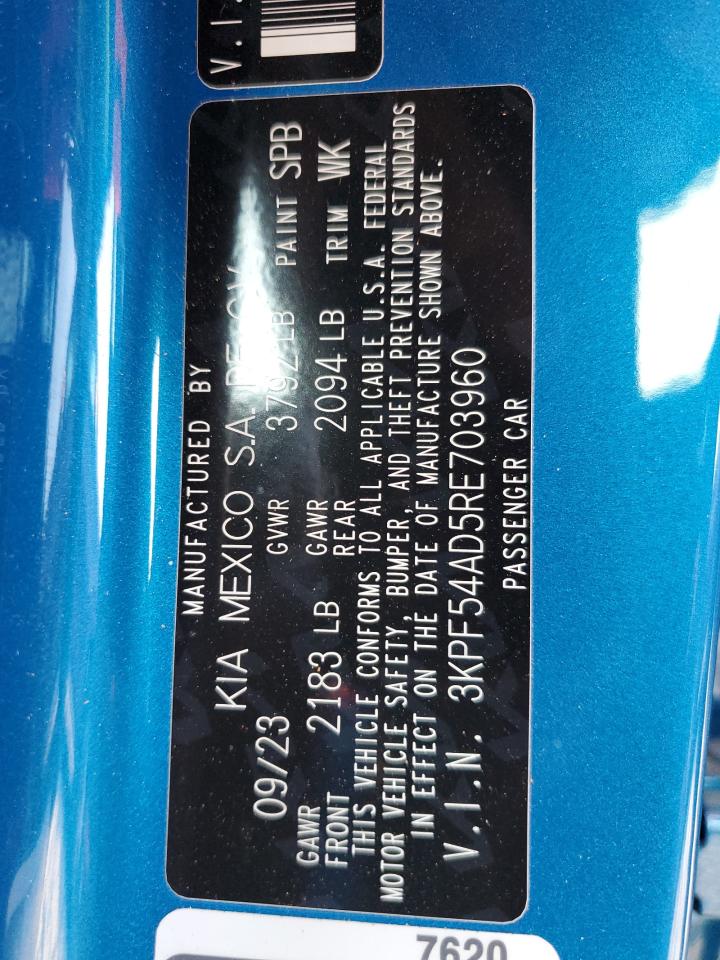 V.I.
MANUFACTURED BY
KIA MEXICO S.A. DE C.V.
09/23 GVWR 3792 LB PAINT SPB
GAWR FRONT 2183 LB GAWR REAR 2094 LB TRIM WK
THIS VEHICLE CONFORMS TO ALL APPLICABLE U.S.A. FEDERAL
MOTOR VEHICLE SAFETY, BUMPER, AND THEFT PREVENTION STANDARDS
IN EFFECT ON THE DATE OF MANUFACTURE SHOWN ABOVE.
V.I.N. 3KPF54AD5RE703960
PASSENGER CAR
7620